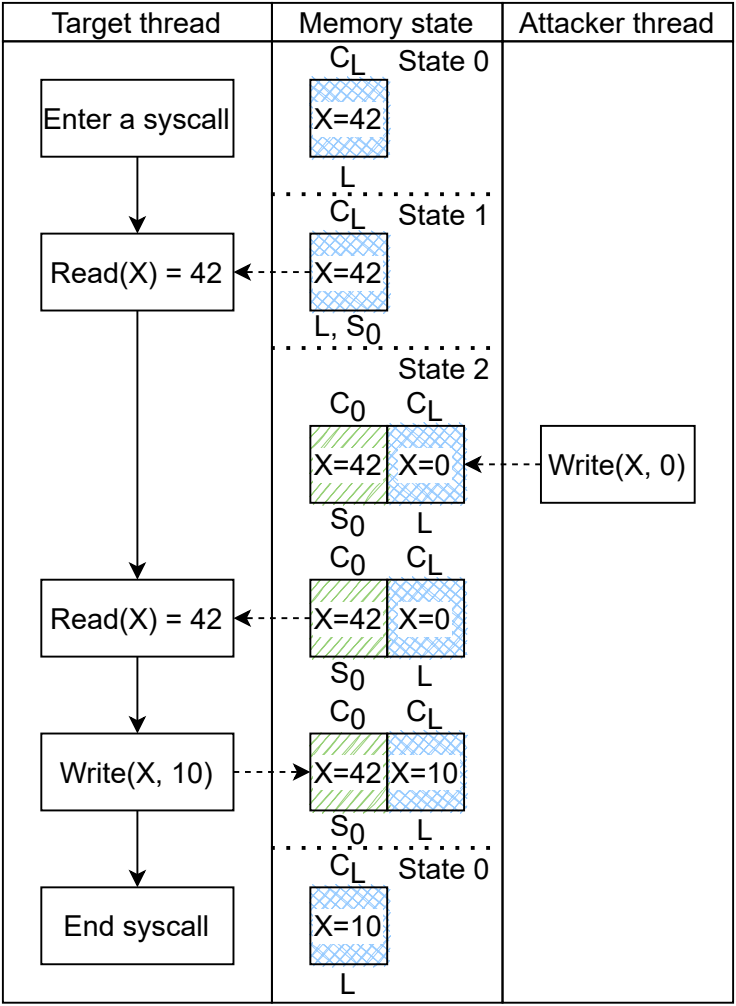 Target thread Memory state Attacker thread
C_L State 0
Enter a syscall X=42
L
C_L State 1
Read(X) = 42 X=42
L, S_0
State 2
C_0 C_L
X=42 X=0 Write(X, 0)
S_0 L
C_0 C_L
Read(X) = 42 X=42 X=0
S_0 L
C_0 C_L
Write(X, 10) X=42 X=10
S_0 L
C_L State 0
End syscall X=10
L